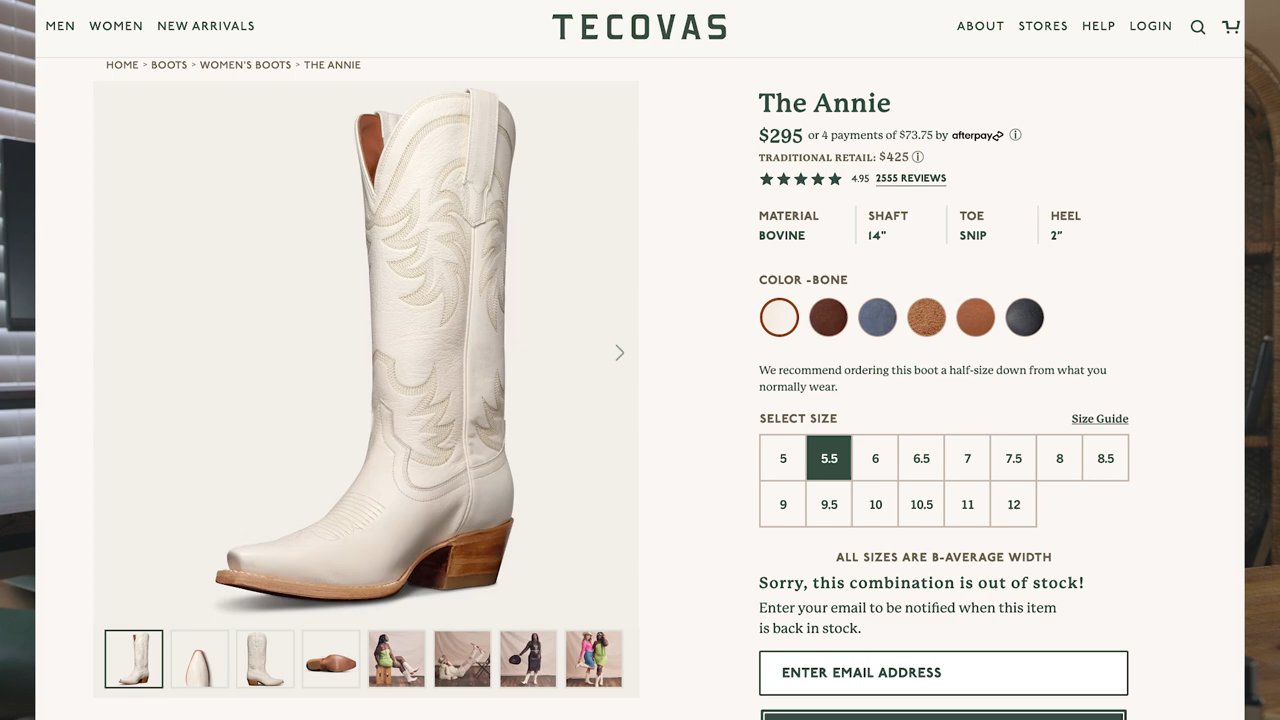 MEN WOMEN NEW ARRIVALS TECOVAS ABOUT STORES HELP LOGIN
HOME > BOOTS > WOMEN'S BOOTS > THE ANNIE
The Annie
$295 or 4 payments of $73.75 by afterpay
TRADITIONAL RETAIL: $425
4.95 2555 REVIEWS
MATERIAL SHAFT TOE HEEL
BOVINE 14" SNIP 2"
COLOR -BONE
We recommend ordering this boot a half-size down from what you
normally wear.
SELECT SIZE Size Guide
5 5.5 6 6.5 7 7.5 8 8.5
9 9.5 10 10.5 11 12
ALL SIZES ARE B-AVERAGE WIDTH
Sorry, this combination is out of stock!
Enter your email to be notified when this item
is back in stock.
ENTER EMAIL ADDRESS